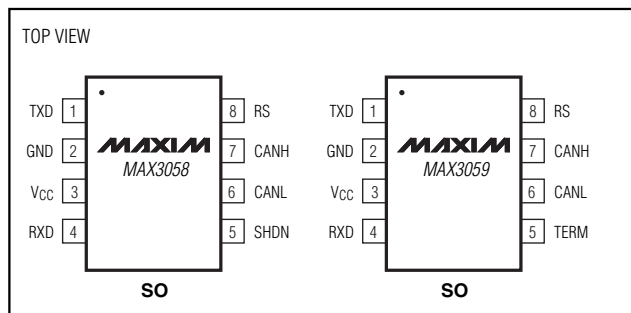 TOP VIEW
TXD 1 8 RS
GND 2 MAXIM 7 CANH
MAX3058
VCC 3 6 CANL
RXD 4 5 SHDN
SO
TXD 1 8 RS
GND 2 MAXIM 7 CANH
MAX3059
VCC 3 6 CANL
RXD 4 5 TERM
SO